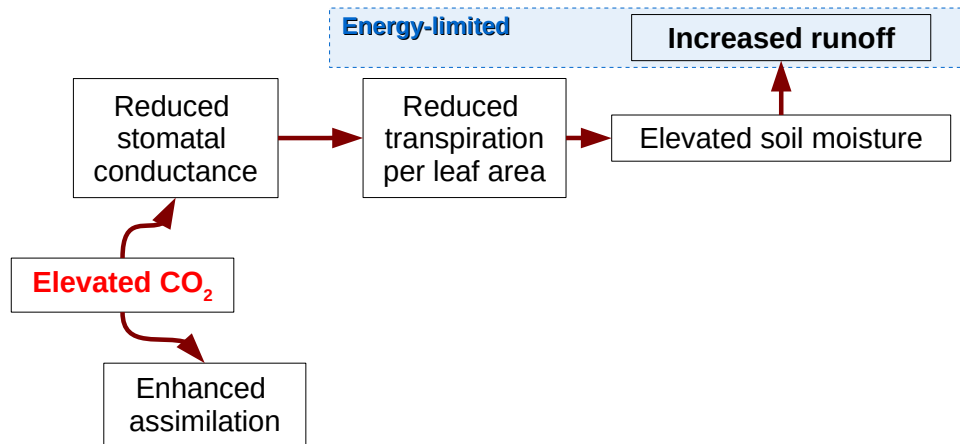 Energy-limited
Increased runoff
Reduced
stomatal
conductance
Reduced
transpiration
per leaf area
Elevated soil moisture
Elevated CO₂
Enhanced
assimilation